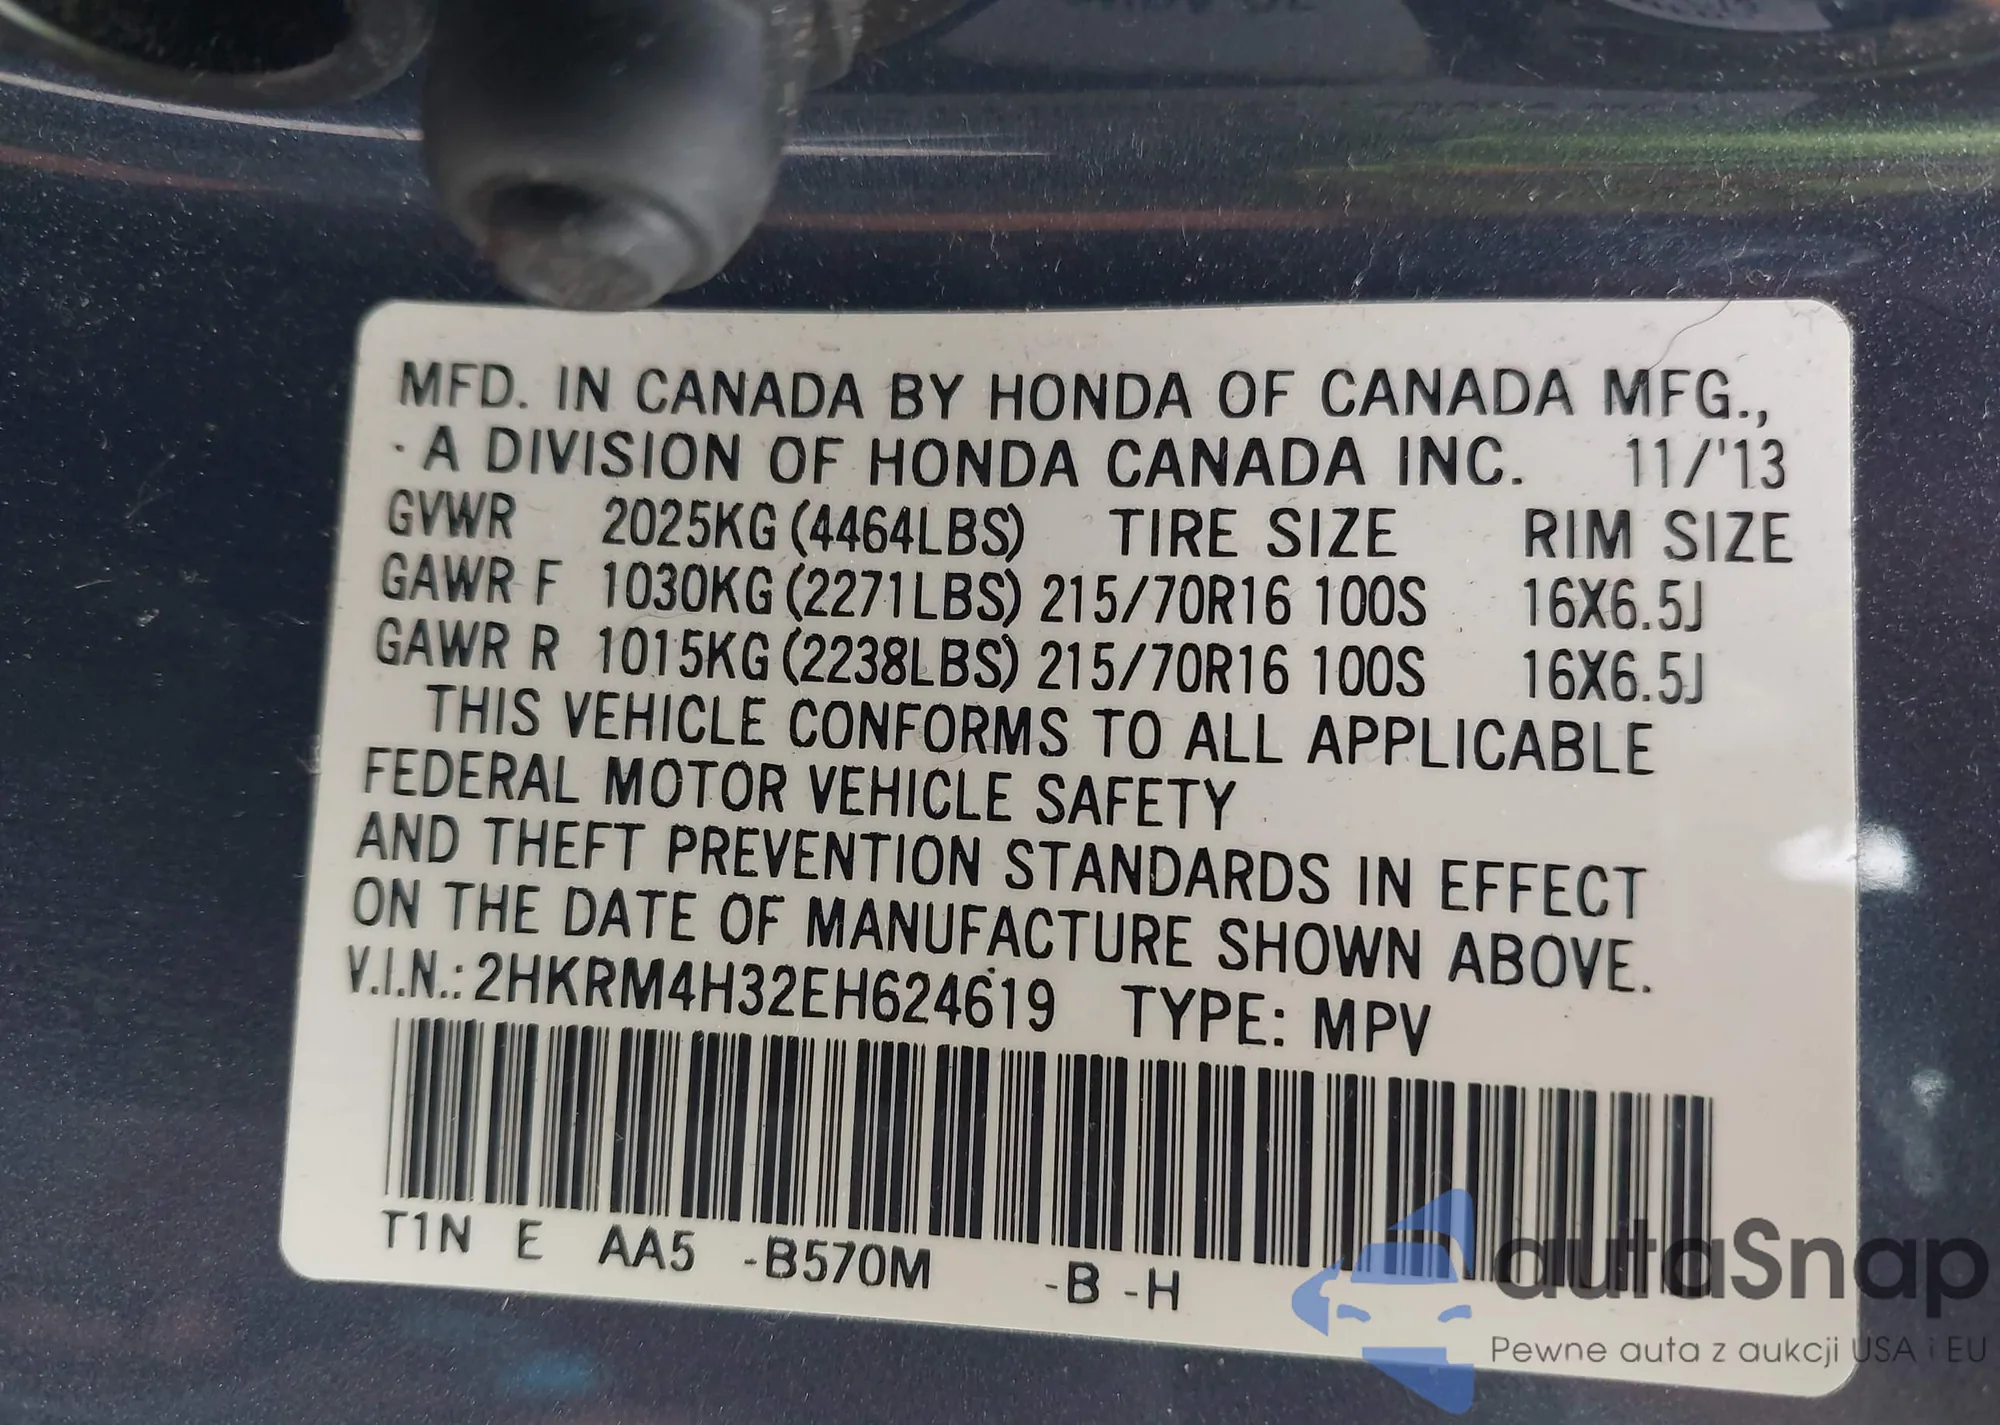 MFD. IN CANADA BY HONDA OF CANADA MFG.,
· A DIVISION OF HONDA CANADA INC. 11/'13
GVWR 2025KG (4464LBS) TIRE SIZE RIM SIZE
GAWR F 1030KG (2271LBS) 215/70R16 100S 16X6.5J
GAWR R 1015KG (2238LBS) 215/70R16 100S 16X6.5J
THIS VEHICLE CONFORMS TO ALL APPLICABLE
FEDERAL MOTOR VEHICLE SAFETY
AND THEFT PREVENTION STANDARDS IN EFFECT
ON THE DATE OF MANUFACTURE SHOWN ABOVE.
V.I.N.: 2HKRM4H32EH624619 TYPE: MPV
T1N E AA5 -B570M -B -H
autaSnap
Pewne auta z aukcji USA i EU